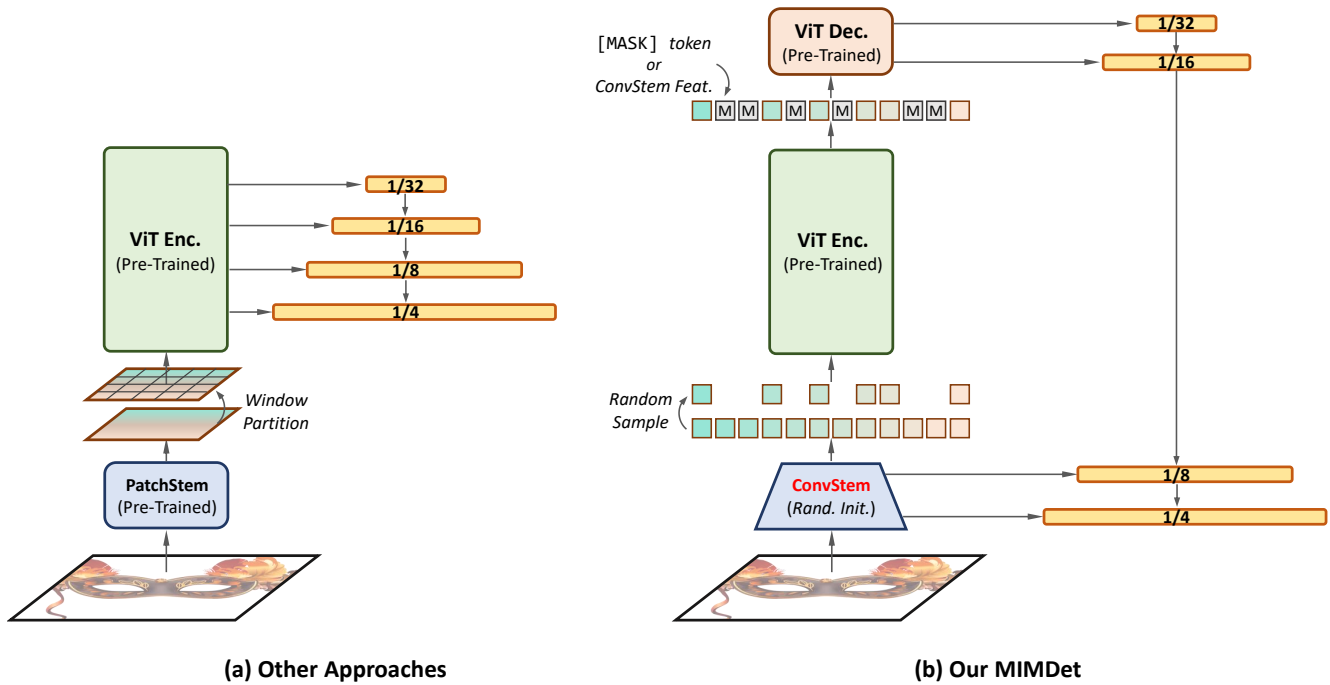 1/32
1/16
1/8
1/4
ViT Enc.
(Pre-Trained)
Window
Partition
PatchStem
(Pre-Trained)
(a) Other Approaches
ViT Dec.
(Pre-Trained)
1/32
1/16
[MASK] token
or
ConvStem Feat.
M M M M M M
ViT Enc.
(Pre-Trained)
Random
Sample
ConvStem
(Rand. Init.)
1/8
1/4
(b) Our MIMDet